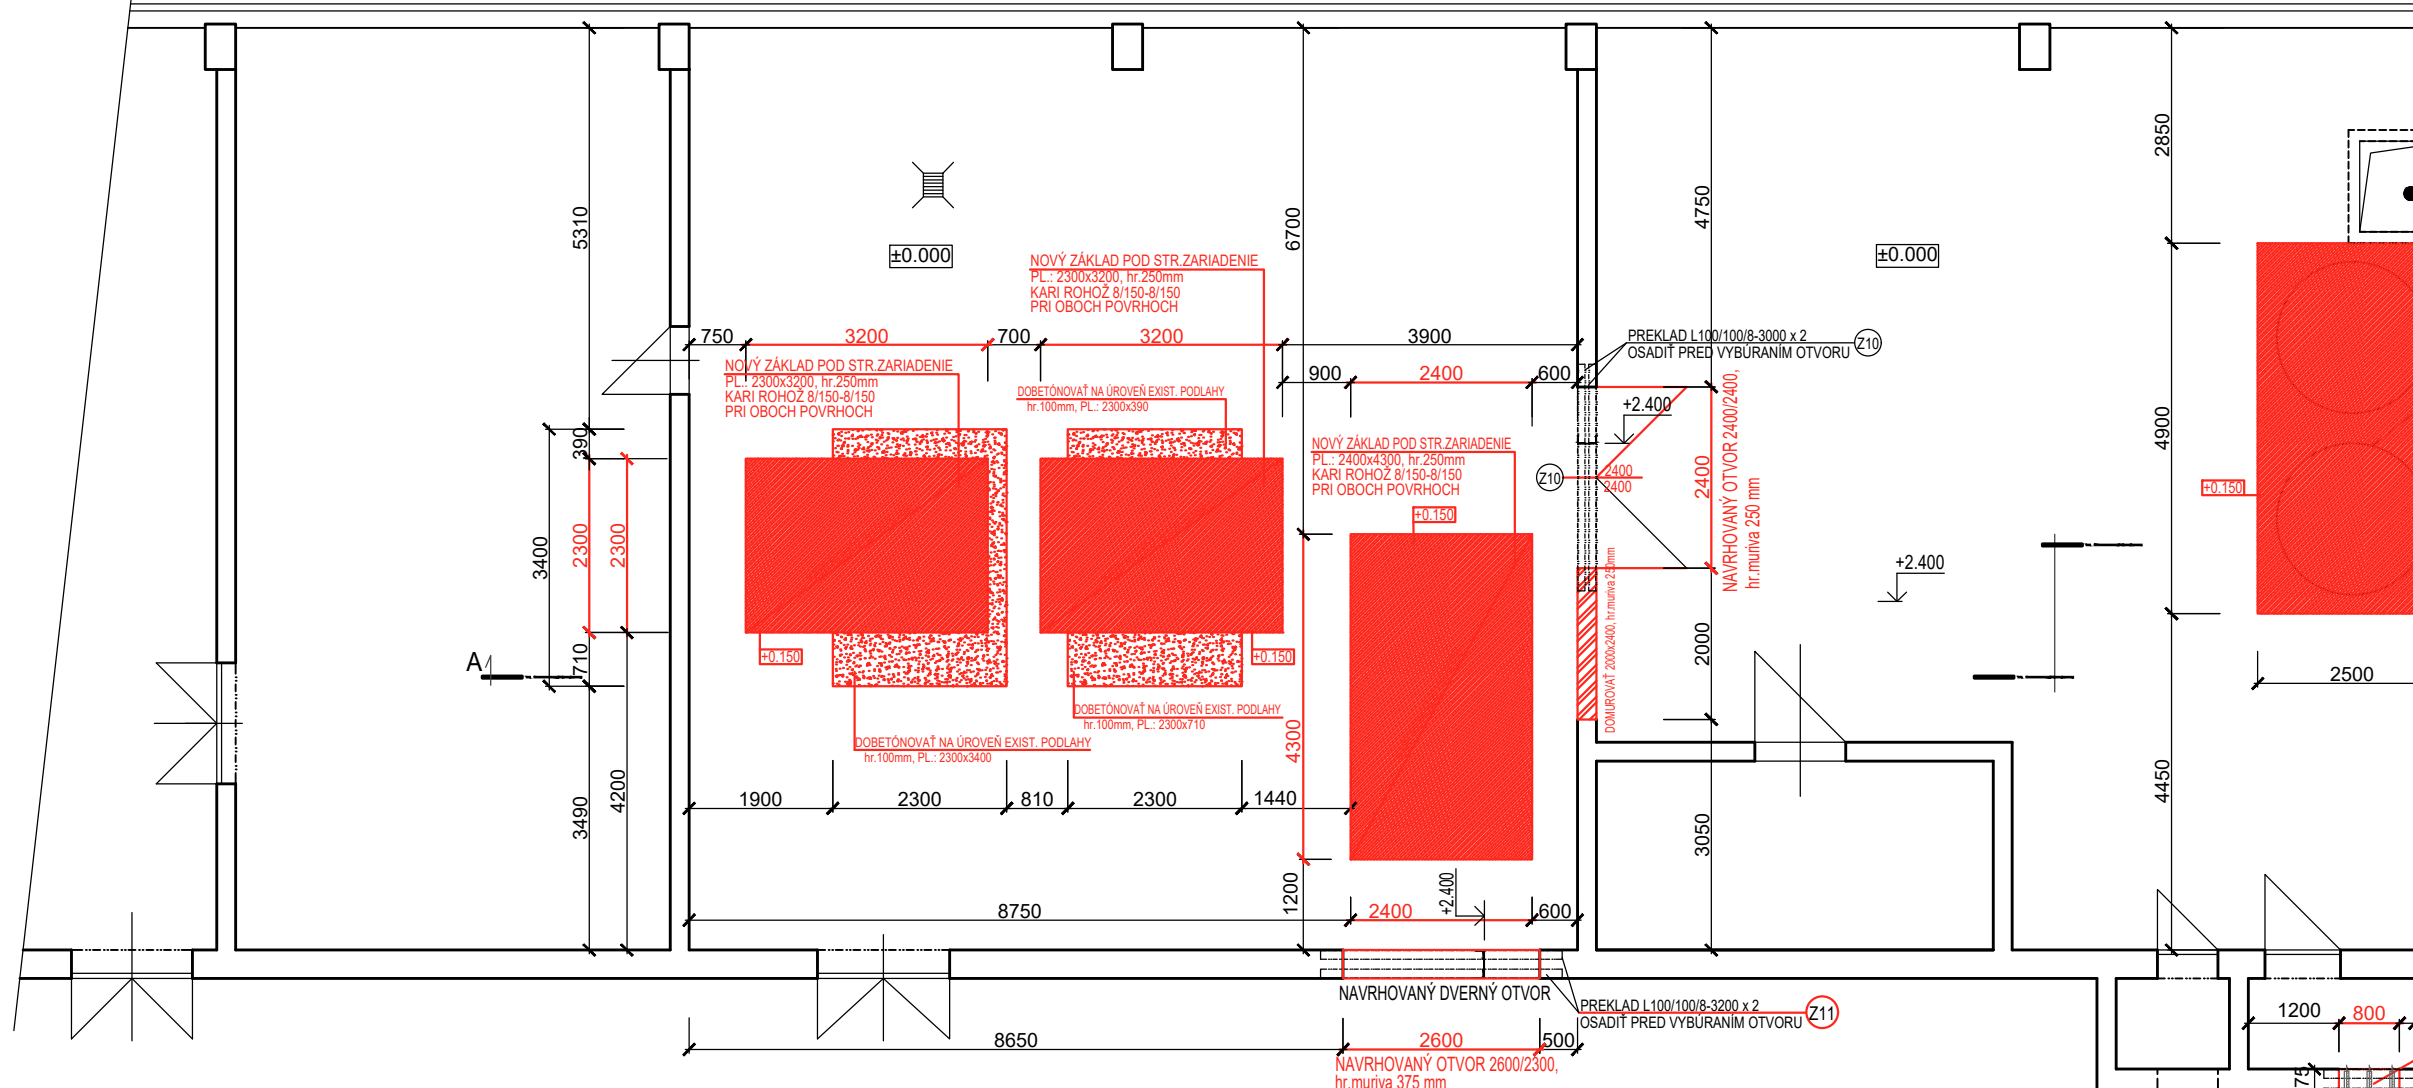 5310
6700
4750
2850
±0.000
±0.000
NOVÝ ZÁKLAD POD STR.ZARIADENIE
PL.: 2300x3200, hr.250mm
KARI ROHOŽ 8/150-8/150
PRI OBOCH POVRHOCH
750
3200
700
3200
3900
PREKLAD L100/100/8-3000 x 2
OSADIŤ PRED VYBÚRANÍM OTVORU
Z10
NOVÝ ZÁKLAD POD STR.ZARIADENIE
PL.: 2300x3200, hr.250mm
KARI ROHOŽ 8/150-8/150
PRI OBOCH POVRHOCH
900
2400
600
DOBETÓNOVAŤ NA ÚROVEŇ EXIST. PODLAHY
hr.100mm, PL.: 2300x390
+2.400
NAVRHOVANÝ OTVOR 2400/2400,
hr.muriva 250 mm
390
NOVÝ ZÁKLAD POD STR.ZARIADENIE
PL.: 2400x4300, hr.250mm
KARI ROHOŽ 8/150-8/150
PRI OBOCH POVRHOCH
4900
Z10
2400
2400
2400
+0.150
+0.150
3400
2300
2300
+2.400
DOMUROVAŤ 2000x2400, hr.muriva 250mm
2000
A
710
+0.150
+0.150
2500
DOBETÓNOVAŤ NA ÚROVEŇ EXIST. PODLAHY
hr.100mm, PL.: 2300x710
DOBETÓNOVAŤ NA ÚROVEŇ EXIST. PODLAHY
hr.100mm, PL.: 2300x3400
4300
4450
3490
4200
1900
2300
810
2300
1440
3050
1200
+2.400
8750
2400
600
NAVRHOVANÝ DVERNÝ OTVOR
PREKLAD L100/100/8-3200 x 2
OSADIŤ PRED VYBÚRANÍM OTVORU
Z11
1200
800
8650
2600
500
NAVRHOVANÝ OTVOR 2600/2300,
hr.muriva 375 mm
75